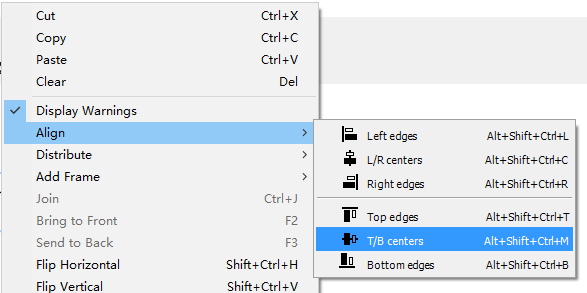 Cut Ctrl+X
Copy Ctrl+C
Paste Ctrl+V
Clear Del
Display Warnings
Align
Distribute
Add Frame
Join Ctrl+J
Bring to Front F2
Send to Back F3
Flip Horizontal Shift+Ctrl+H
Flip Vertical Shift+Ctrl+V
Left edges Alt+Shift+Ctrl+L
L/R centers Alt+Shift+Ctrl+C
Right edges Alt+Shift+Ctrl+R
Top edges Alt+Shift+Ctrl+T
T/B centers Alt+Shift+Ctrl+M
Bottom edges Alt+Shift+Ctrl+B